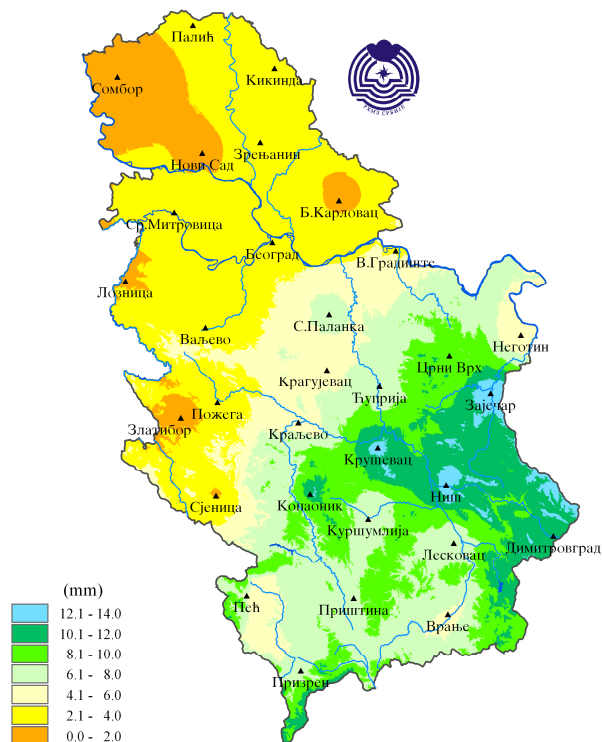 Палић
Кикинда
Сомбор
РХМЗ СРБИЈЕ
Зрењанин
Нови Сад
Б.Карловац
Ср.Митровица
Београд
В.Градиште
Лозница
С.Паланка
Ваљево
Неготин
Црни Врх
Крагујевац
Ћуприја
Зајечар
Пожега
Златибор
Краљево
Крушевац
Ниш
Сјеница
Копаоник
Куршумлија
Димитровград
Лесковац
Пећ
Приштина
Врање
Призрен
(mm)
12.1 - 14.0
10.1 - 12.0
8.1 - 10.0
6.1 - 8.0
4.1 - 6.0
2.1 - 4.0
0.0 - 2.0